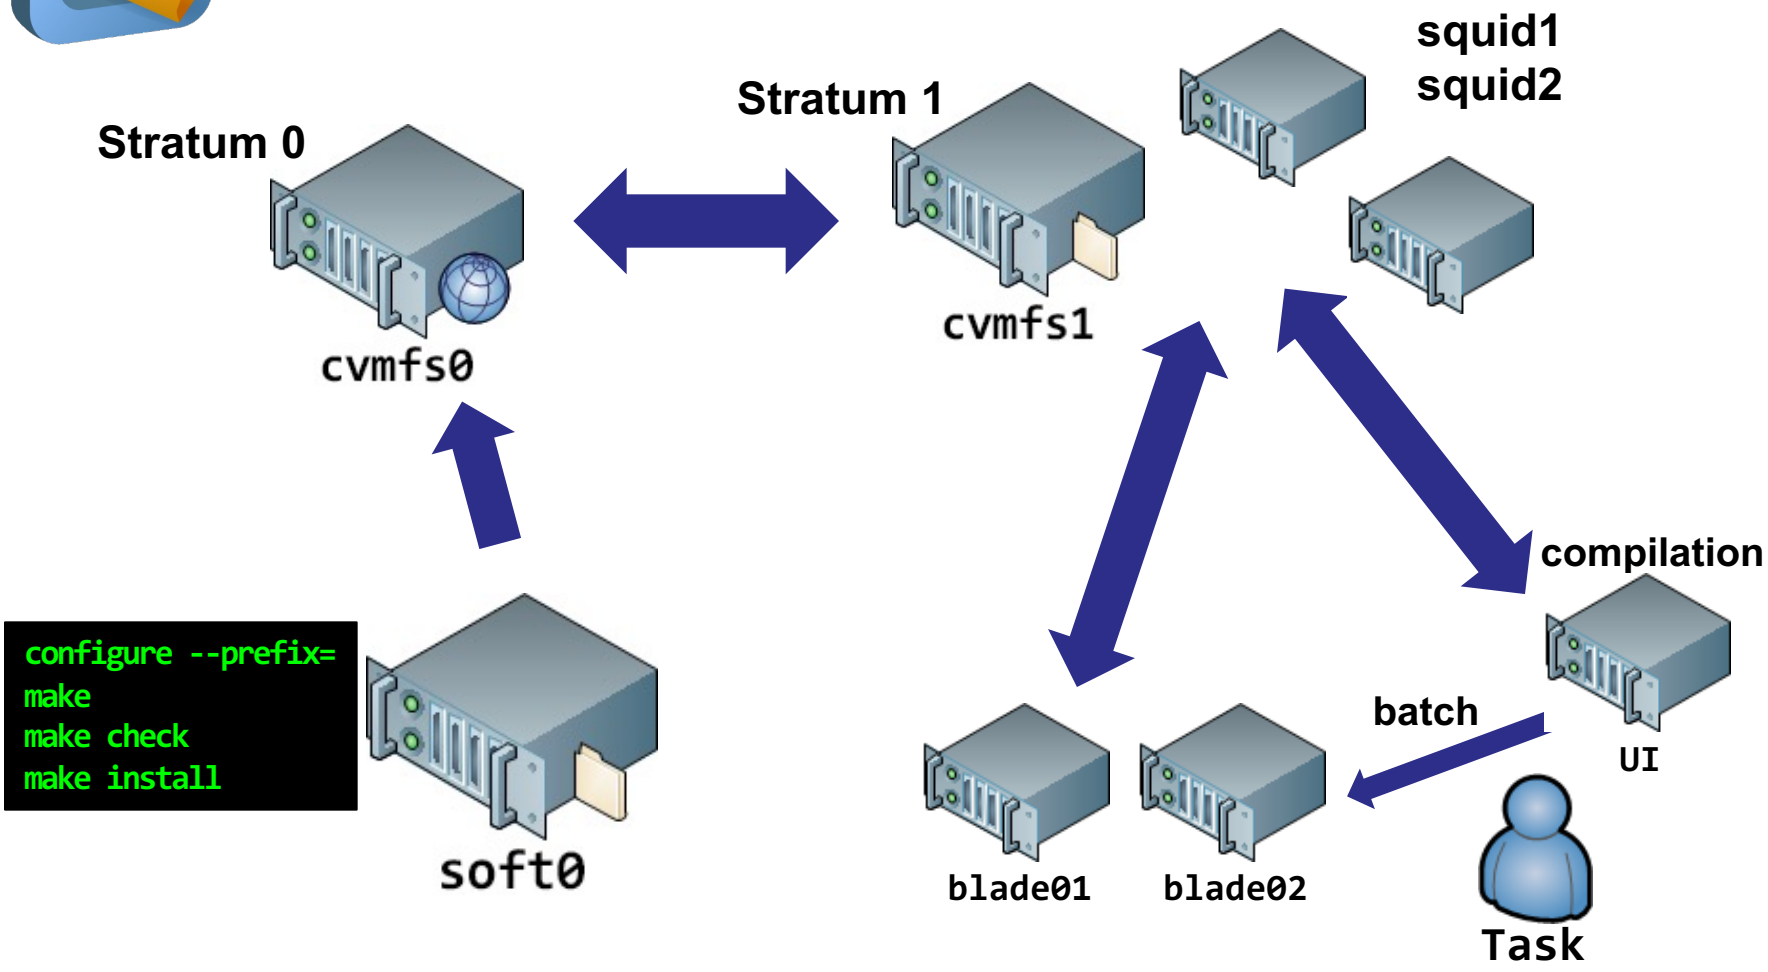 squid1
squid2
Stratum 1
Stratum 0
cvmfs1
cvmfs0
compilation
configure --prefix=
make
make check
make install
batch
UI
soft0
blade01
blade02
Task